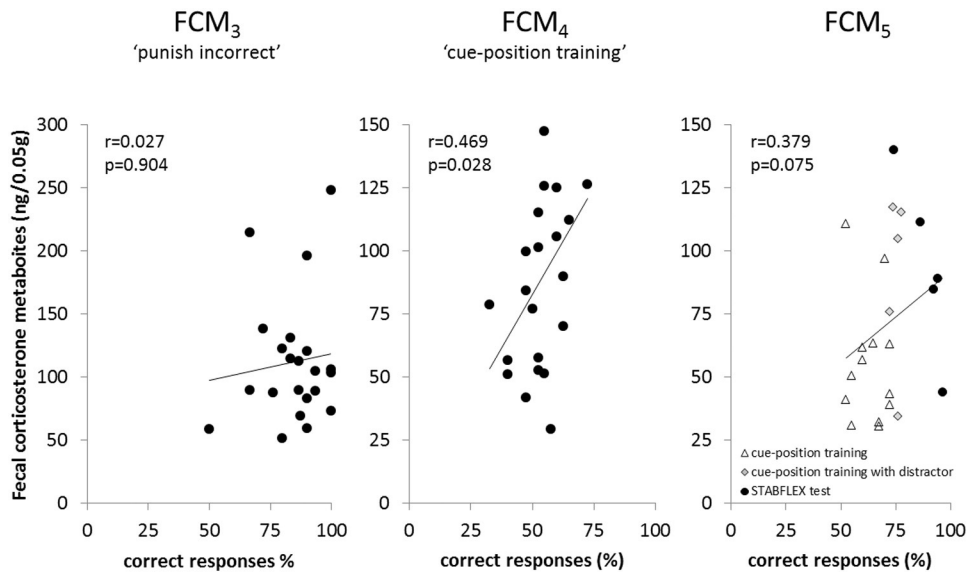 FCM₃
'punish incorrect'
FCM₄
'cue-position training'
FCM₅
Fecal corticosterone metaboites (ng/0.05g)
300
250
200
150
100
50
0
r=0.027
p=0.904
0
25
50
75
100
correct responses %
150
125
100
75
50
25
0
r=0.469
p=0.028
0
25
50
75
100
correct responses (%)
150
125
100
75
50
25
0
r=0.379
p=0.075
cue-position training
cue-position training with distractor
STABFLEX test
0
25
50
75
100
correct responses (%)